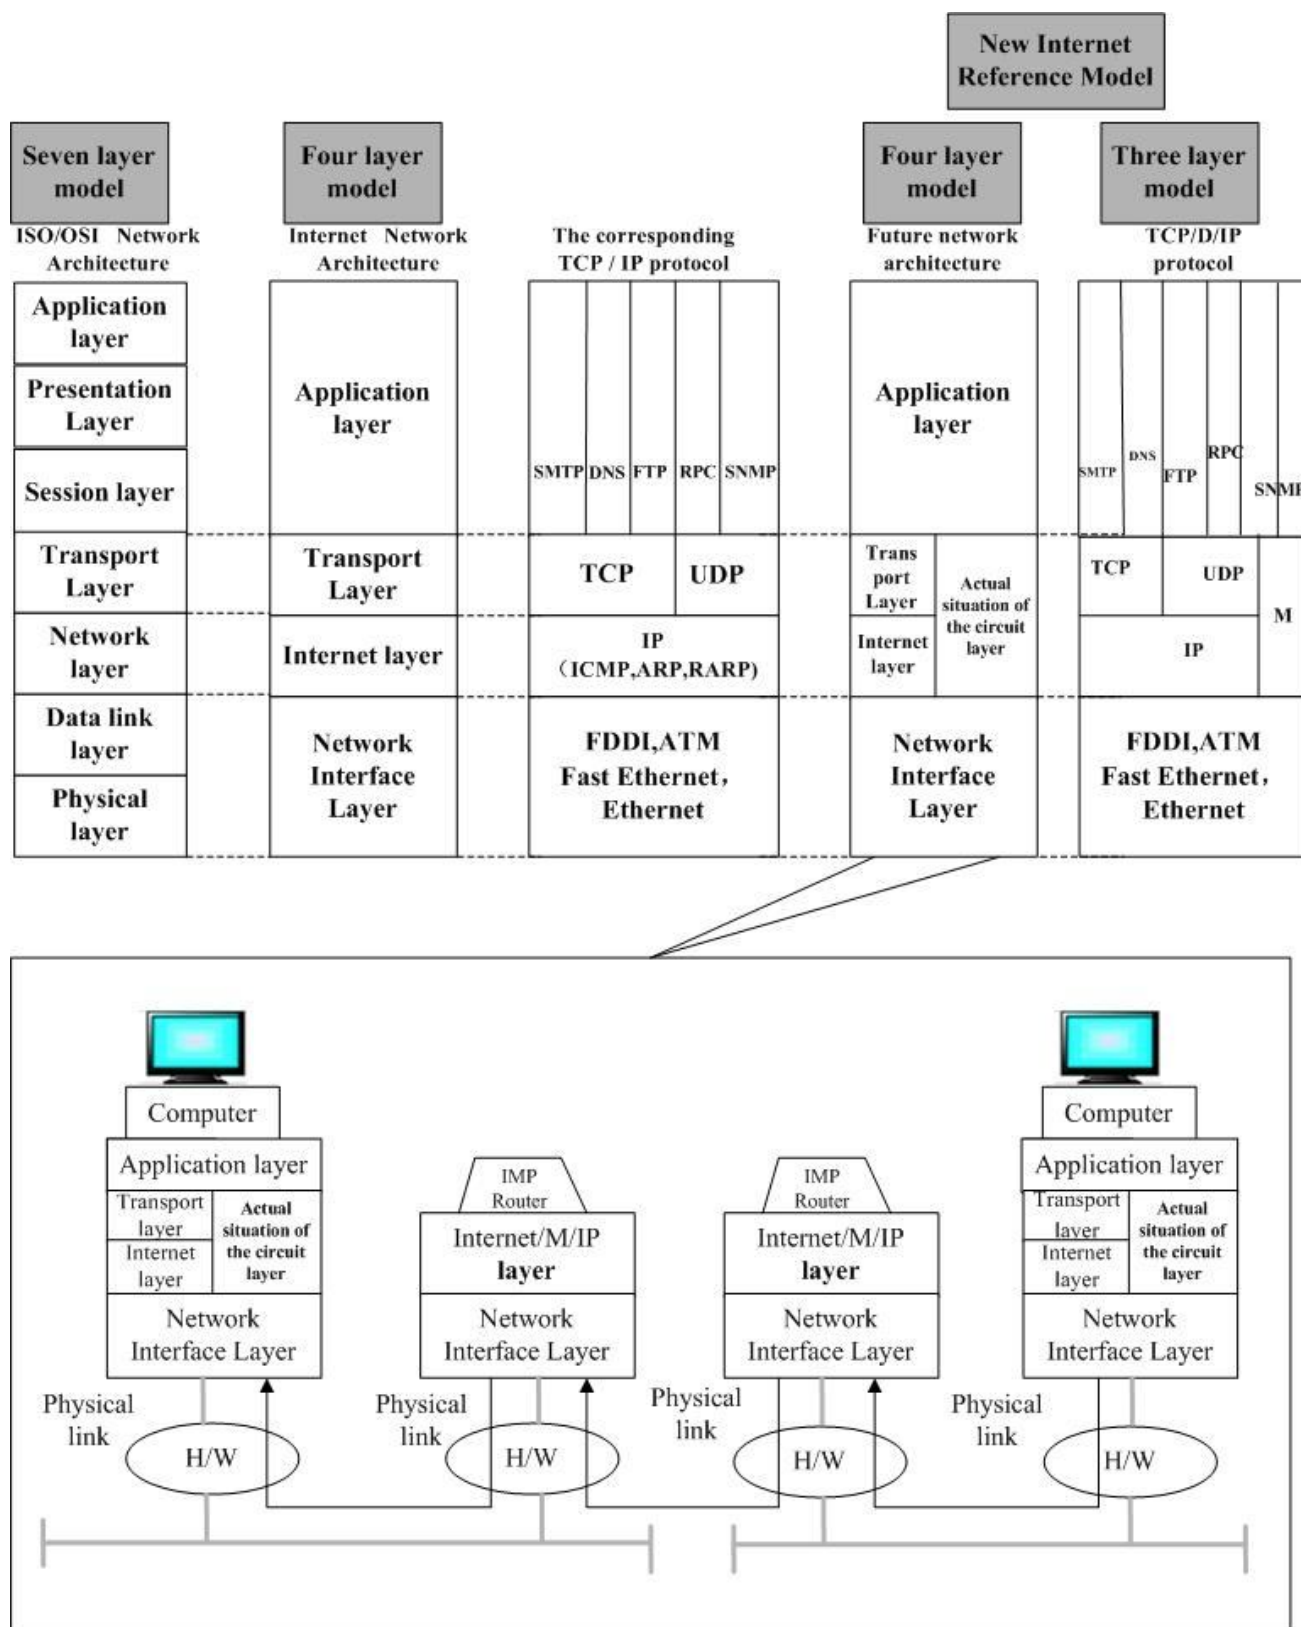 New Internet
Reference Model
Seven layer
model
Four layer
model
Four layer
model
Three layer
model
ISO/OSI Network
Architecture
Internet Network
Architecture
The corresponding
TCP / IP protocol
Future network
architecture
TCP/D/IP
protocol
Application
layer
Presentation
Layer
Session layer
Transport
Layer
Network
layer
Data link
layer
Physical
layer
Application
layer
Transport
Layer
Internet layer
Network
Interface
Layer
SMTP DNS FTP RPC SNMP
TCP UDP
IP
(ICMP,ARP,RARP)
FDDI,ATM
Fast Ethernet,
Ethernet
Application
layer
Trans
port
Layer
Internet
layer
Actual
situation of
the circuit
layer
Network
Interface
Layer
SMTP DNS FTP RPC SNMP
TCP UDP
M
IP
FDDI,ATM
Fast Ethernet,
Ethernet
Computer
Application layer
Transport
layer
Internet
layer
Actual
situation of
the circuit
layer
Network
Interface Layer
IMP
Router
Internet/M/IP
layer
Network
Interface Layer
IMP
Router
Internet/M/IP
layer
Network
Interface Layer
Computer
Application layer
Transport
layer
Internet
layer
Actual
situation of
the circuit
layer
Network
Interface Layer
Physical
link
H/W
Physical
link
H/W
Physical
link
H/W
Physical
link
H/W